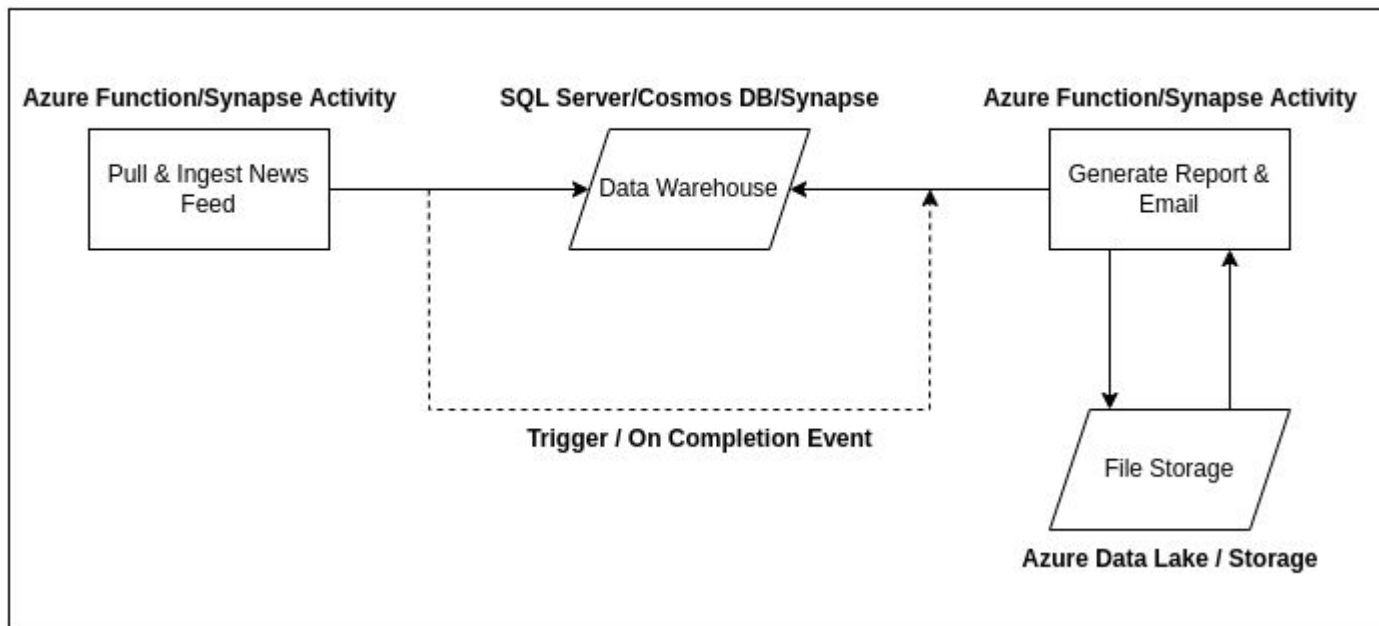 Azure Function/Synapse Activity
SQL Server/Cosmos DB/Synapse
Azure Function/Synapse Activity
Pull & Ingest News
Feed
Data Warehouse
Generate Report &
Email
Trigger / On Completion Event
File Storage
Azure Data Lake / Storage